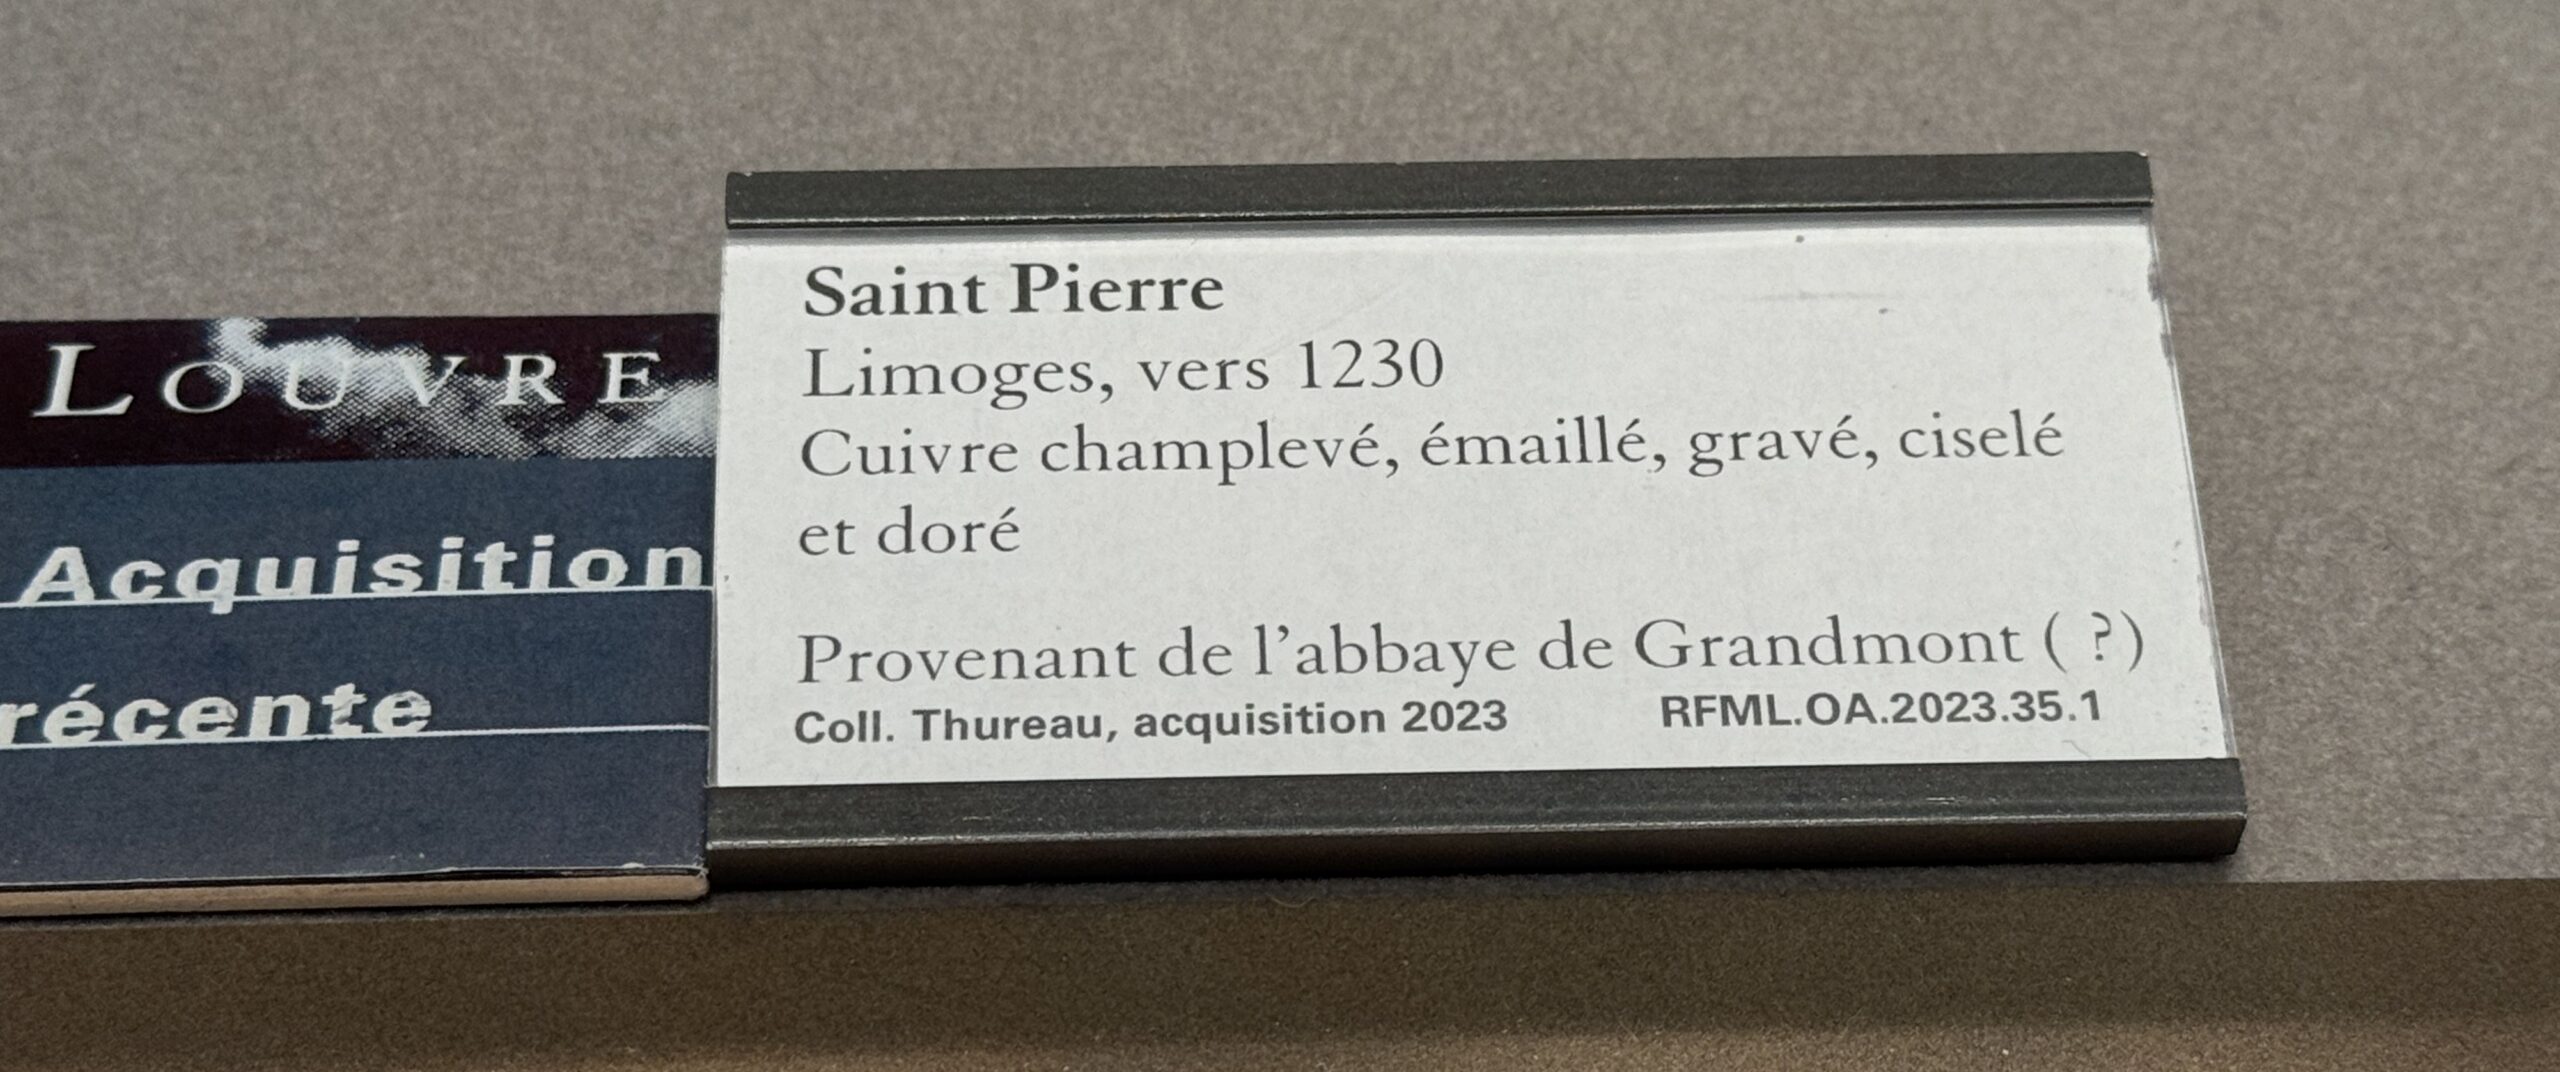 LOUVRE
Acquisition
récente
Saint Pierre
Limoges, vers 1230
Cuivre champlevé, émaillé, gravé, ciselé
et doré
Provenant de l’abbaye de Grandmont ( ?)
Coll. Thureau, acquisition 2023 RFML.OA.2023.35.1